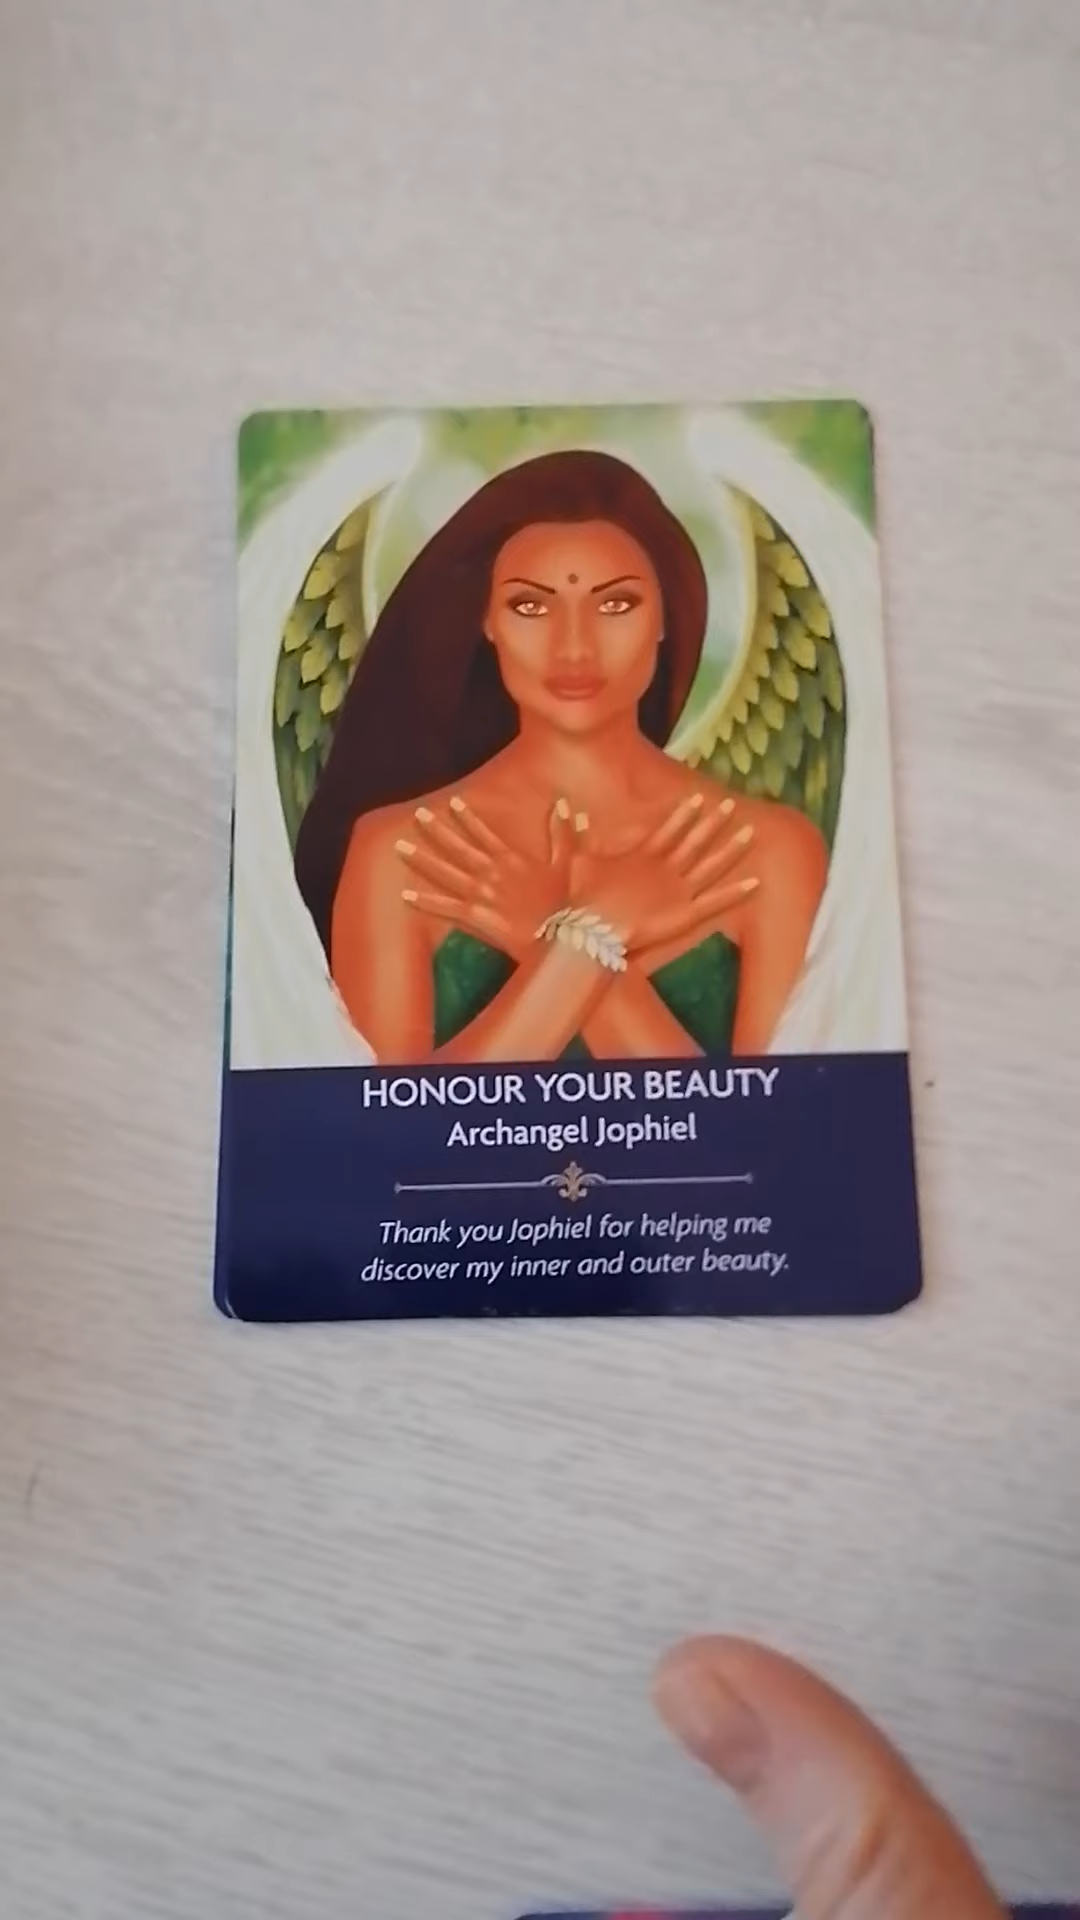 HONOUR YOUR BEAUTY
Archangel Jophiel
Thank you Jophiel for helping me
discover my inner and outer beauty.